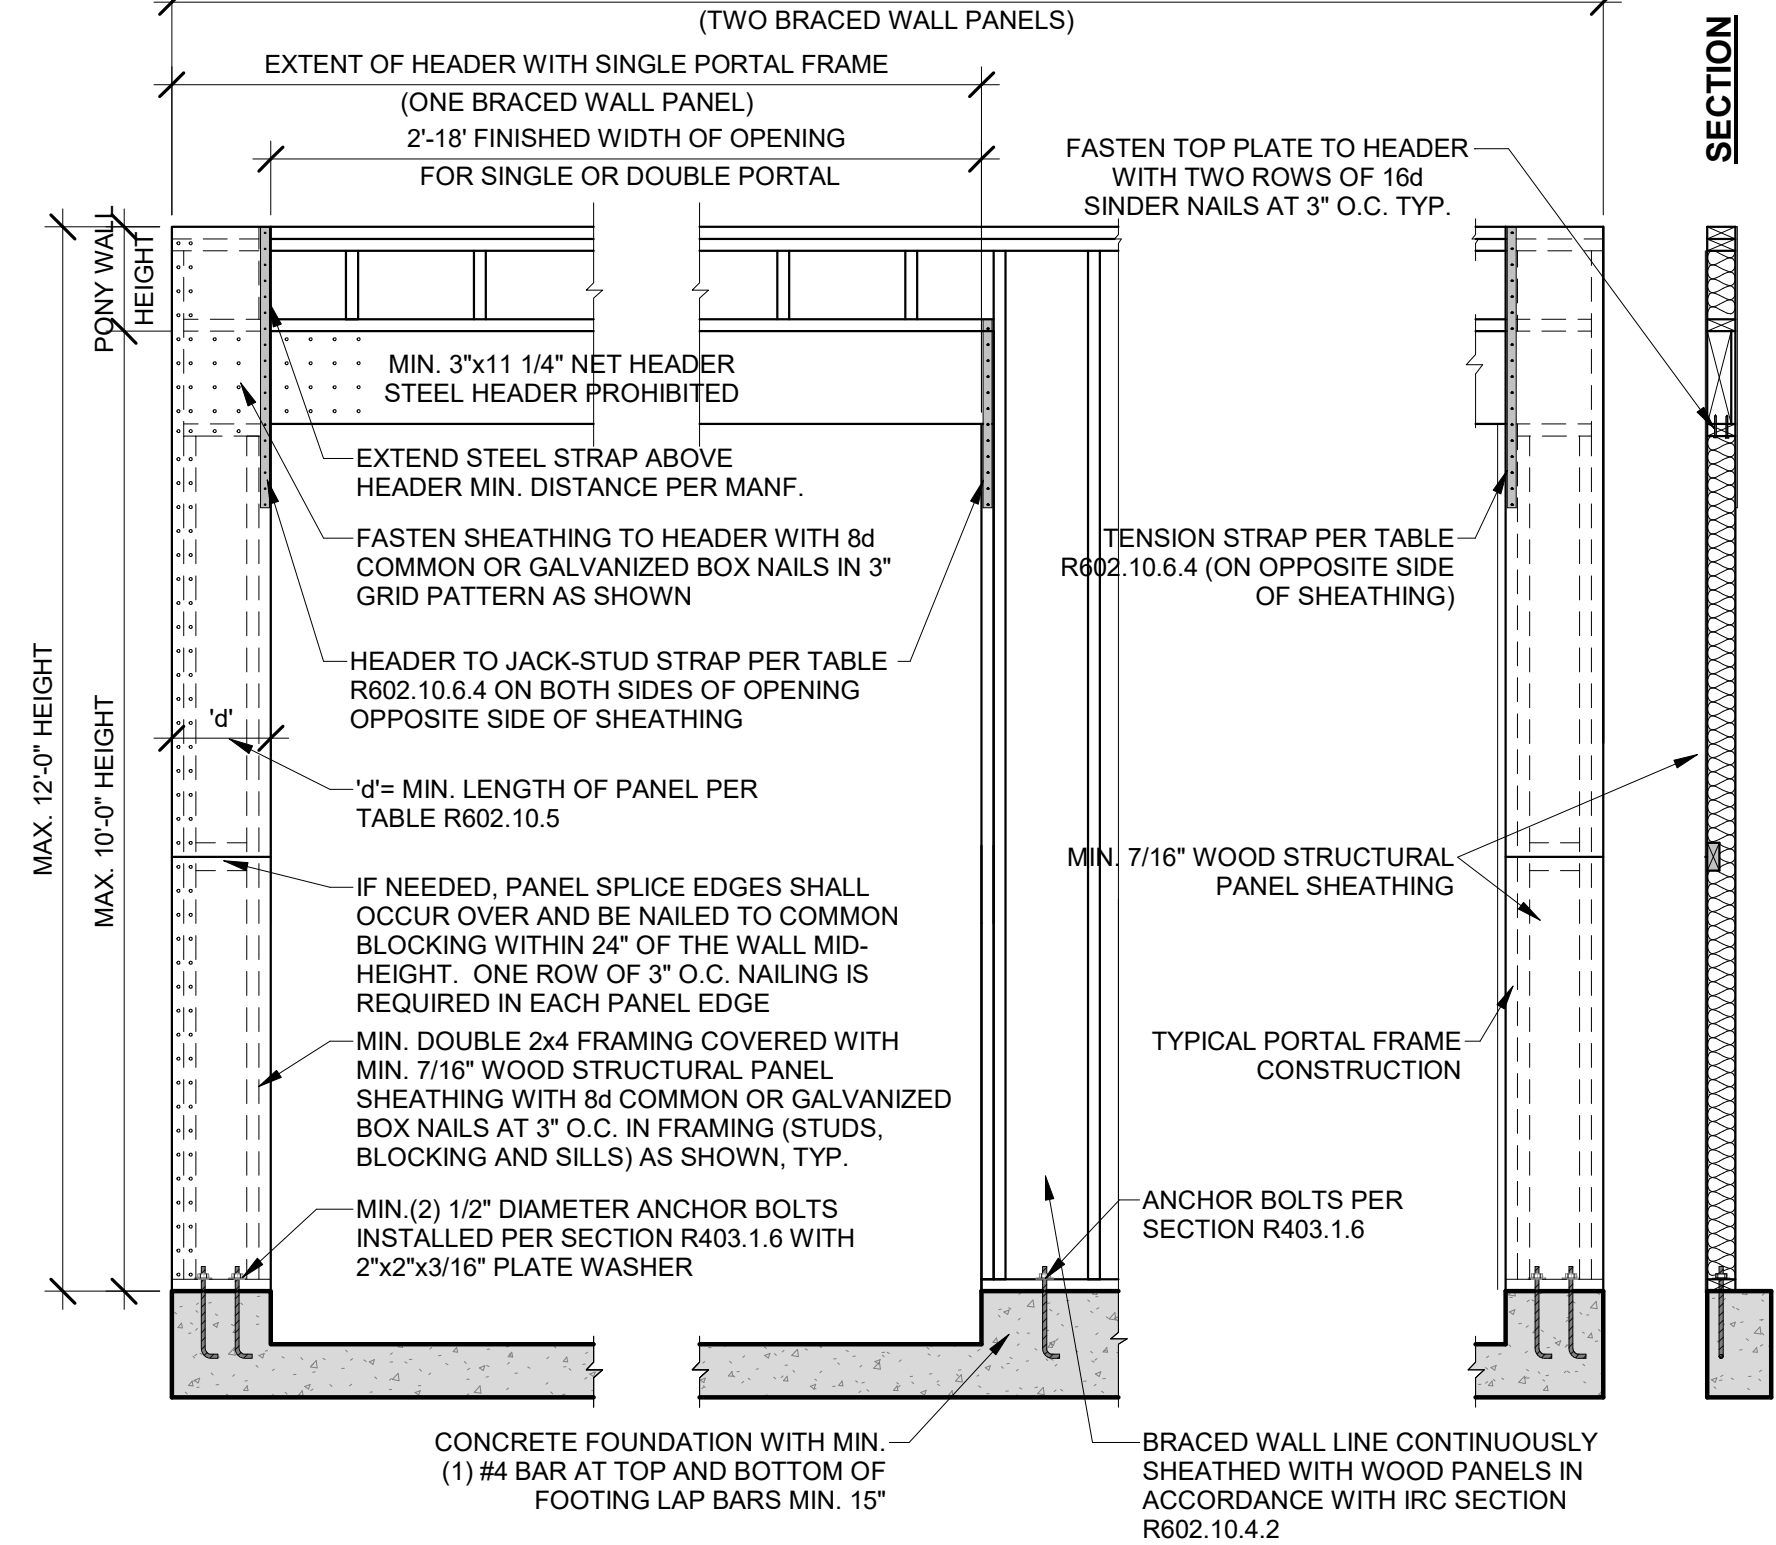 (TWO BRACED WALL PANELS)
EXTENT OF HEADER WITH SINGLE PORTAL FRAME
(ONE BRACED WALL PANEL)
2'-18' FINISHED WIDTH OF OPENING
FOR SINGLE OR DOUBLE PORTAL
SECTION
FASTEN TOP PLATE TO HEADER
WITH TWO ROWS OF 16d
SINDER NAILS AT 3" O.C. TYP.
PONY WALL
HEIGHT
MIN. 3"x11 1/4" NET HEADER
STEEL HEADER PROHIBITED
EXTEND STEEL STRAP ABOVE
HEADER MIN. DISTANCE PER MANF.
FASTEN SHEATHING TO HEADER WITH 8d
COMMON OR GALVANIZED BOX NAILS IN 3"
GRID PATTERN AS SHOWN
TENSION STRAP PER TABLE
R602.10.6.4 (ON OPPOSITE SIDE
OF SHEATHING)
HEADER TO JACK-STUD STRAP PER TABLE
R602.10.6.4 ON BOTH SIDES OF OPENING
OPPOSITE SIDE OF SHEATHING
MAX. 12'-0" HEIGHT
MAX. 10'-0" HEIGHT
'd'
'd'= MIN. LENGTH OF PANEL PER
TABLE R602.10.5
MIN. 7/16" WOOD STRUCTURAL
PANEL SHEATHING
IF NEEDED, PANEL SPLICE EDGES SHALL
OCCUR OVER AND BE NAILED TO COMMON
BLOCKING WITHIN 24" OF THE WALL MID-
HEIGHT. ONE ROW OF 3" O.C. NAILING IS
REQUIRED IN EACH PANEL EDGE
MIN. DOUBLE 2x4 FRAMING COVERED WITH
MIN. 7/16" WOOD STRUCTURAL PANEL
SHEATHING WITH 8d COMMON OR GALVANIZED
BOX NAILS AT 3" O.C. IN FRAMING (STUDS,
BLOCKING AND SILLS) AS SHOWN, TYP.
TYPICAL PORTAL FRAME
CONSTRUCTION
MIN.(2) 1/2" DIAMETER ANCHOR BOLTS
INSTALLED PER SECTION R403.1.6 WITH
2"x2"x3/16" PLATE WASHER
ANCHOR BOLTS PER
SECTION R403.1.6
CONCRETE FOUNDATION WITH MIN.
(1) #4 BAR AT TOP AND BOTTOM OF
FOOTING LAP BARS MIN. 15"
BRACED WALL LINE CONTINUOUSLY
SHEATHED WITH WOOD PANELS IN
ACCORDANCE WITH IRC SECTION
R602.10.4.2